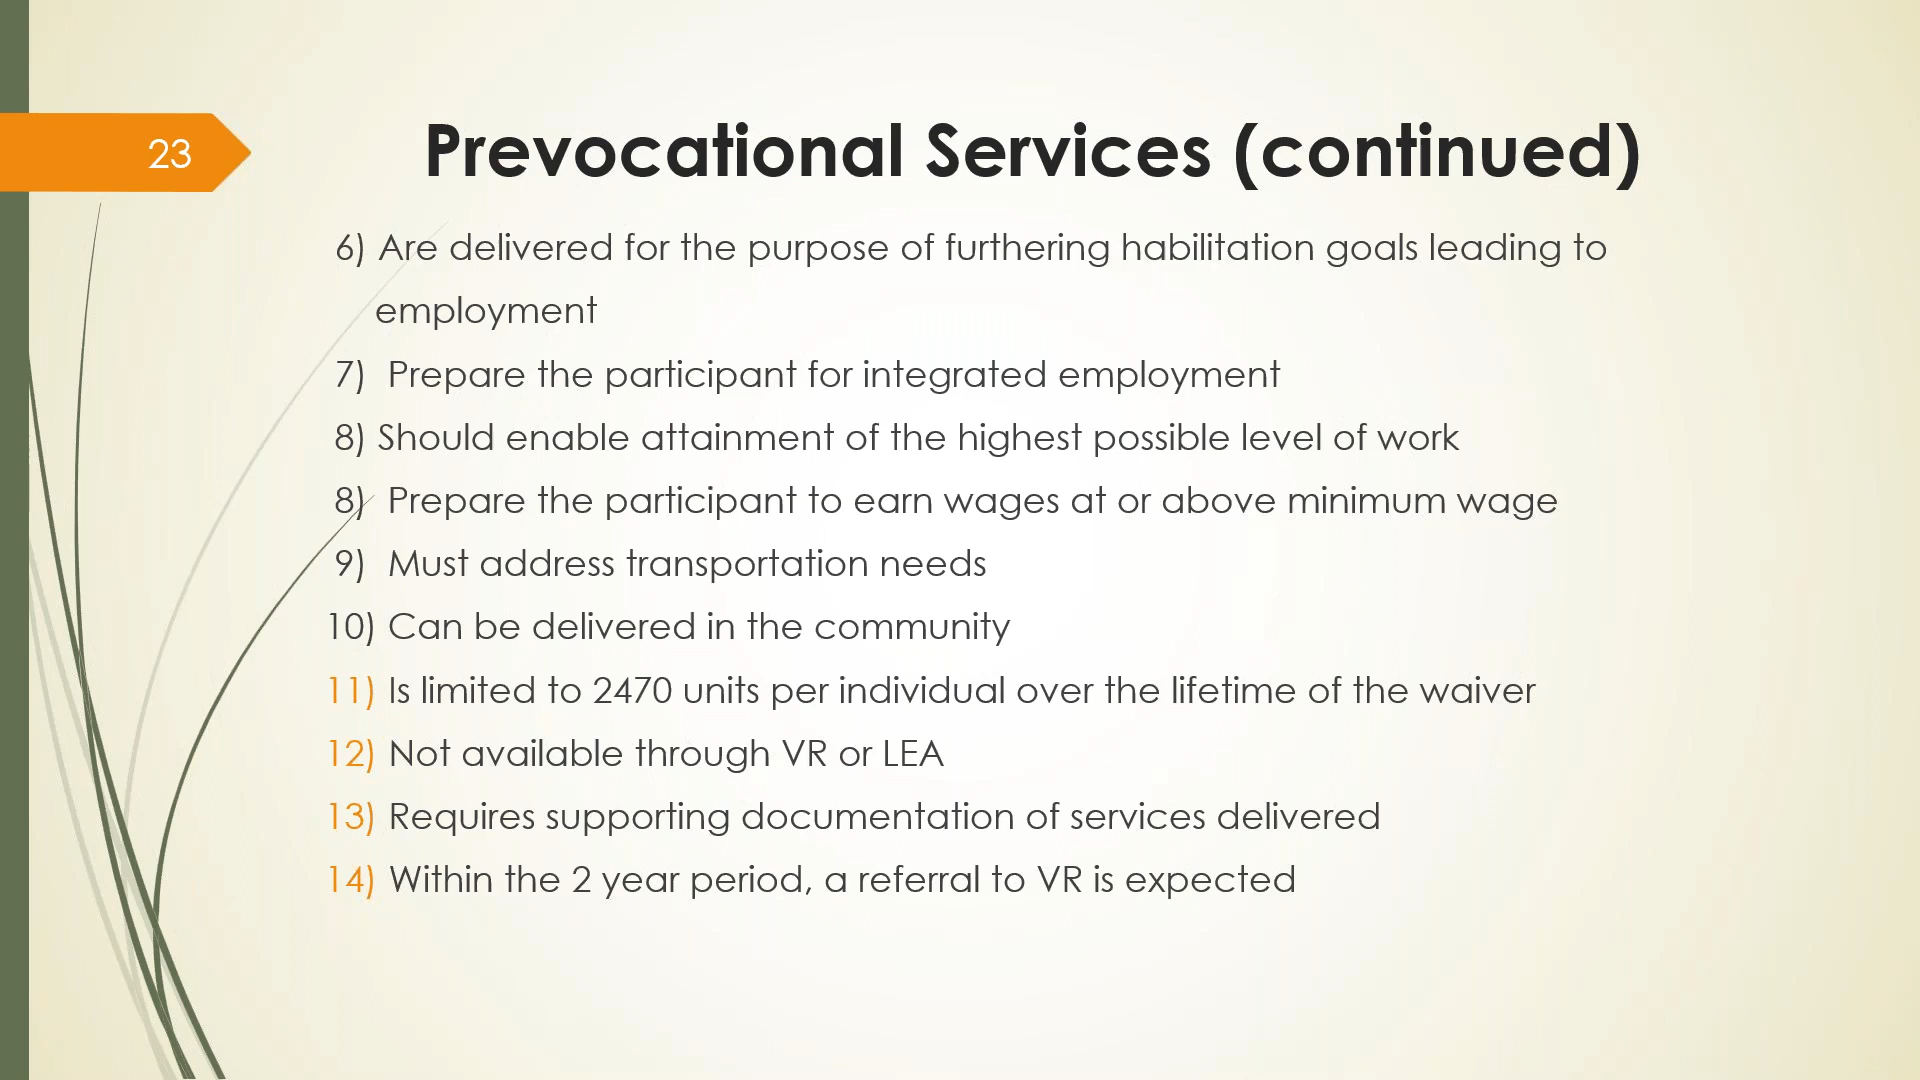 23
Prevocational Services (continued)
6) Are delivered for the purpose of furthering habilitation goals leading to
employment
7) Prepare the participant for integrated employment
8) Should enable attainment of the highest possible level of work
8) Prepare the participant to earn wages at or above minimum wage
9) Must address transportation needs
10) Can be delivered in the community
11) Is limited to 2470 units per individual over the lifetime of the waiver
12) Not available through VR or LEA
13) Requires supporting documentation of services delivered
14) Within the 2 year period, a referral to VR is expected